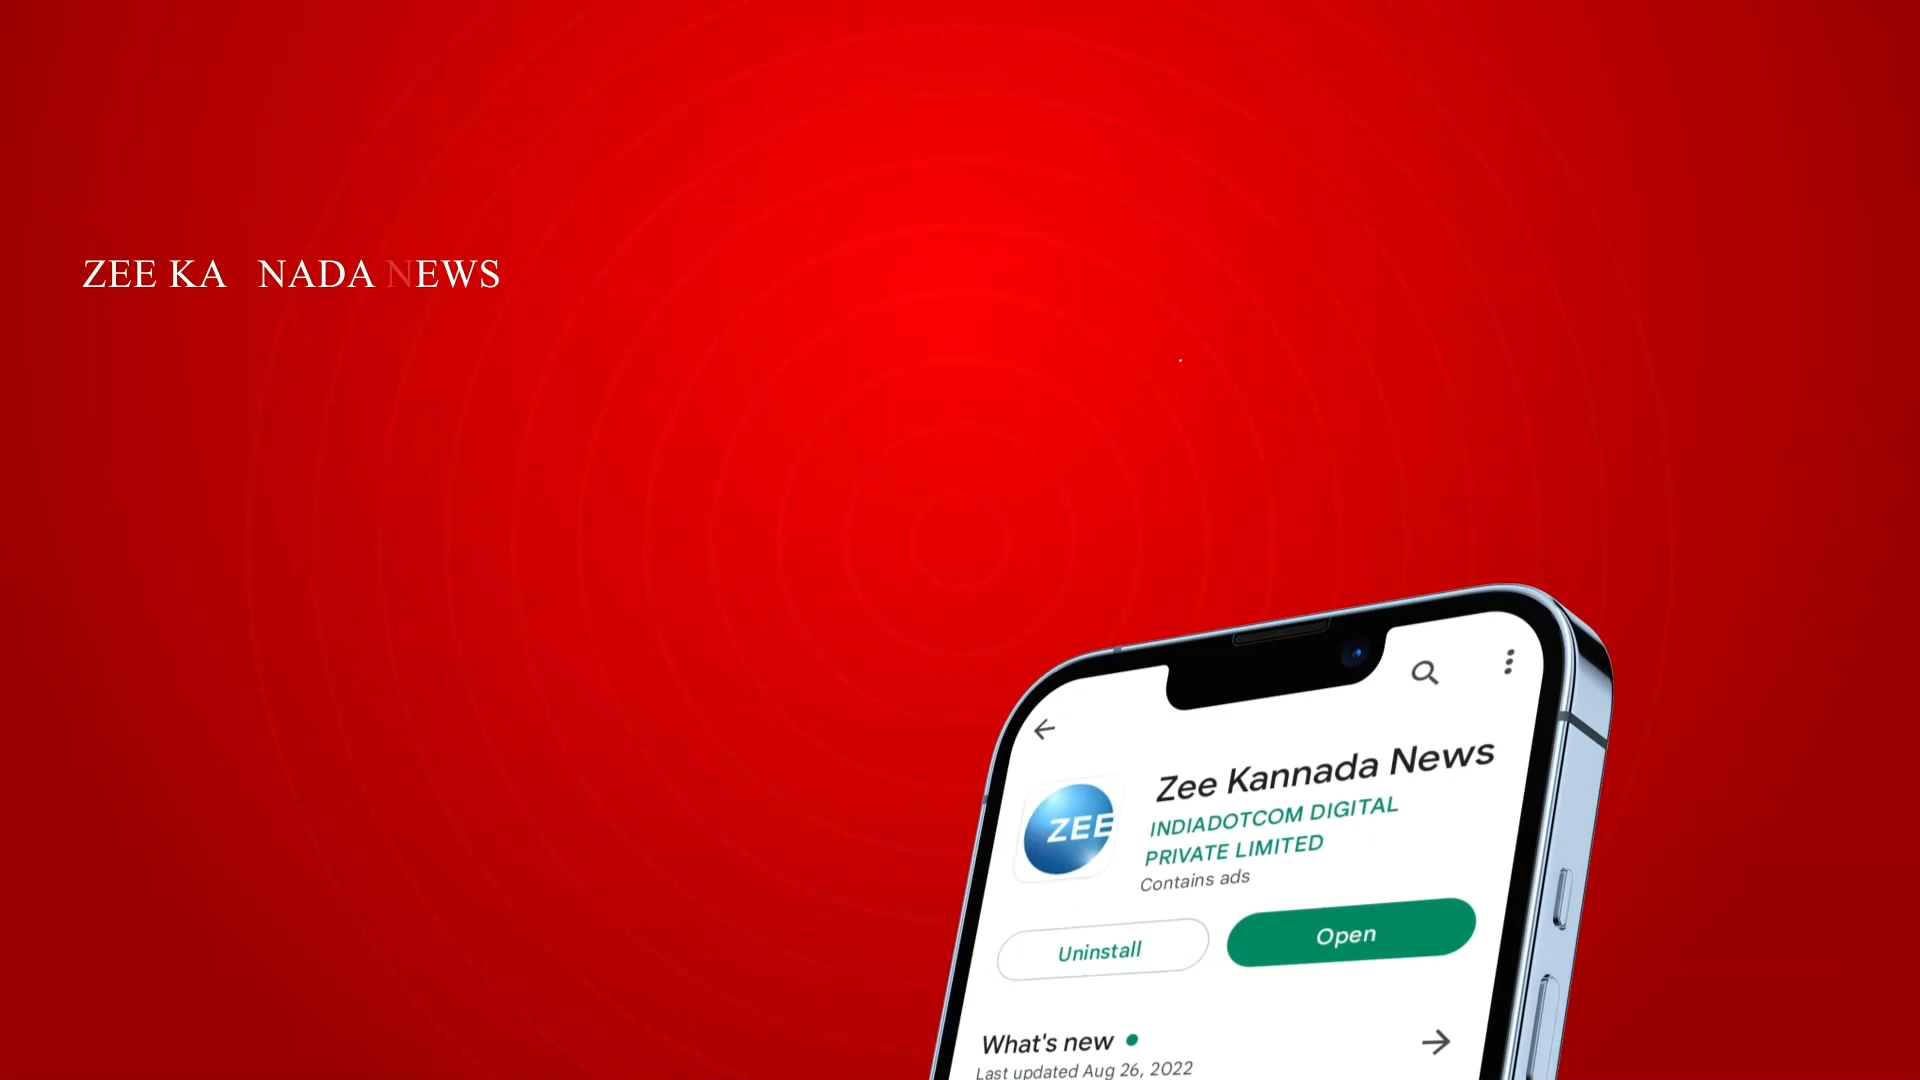 ZEE KA NADA NEWS
Zee Kannada News
INDIADOTCOM DIGITAL
PRIVATE LIMITED
Contains ads
ZEE
Uninstall
Open
What's new
Last updated Aug 26, 2022